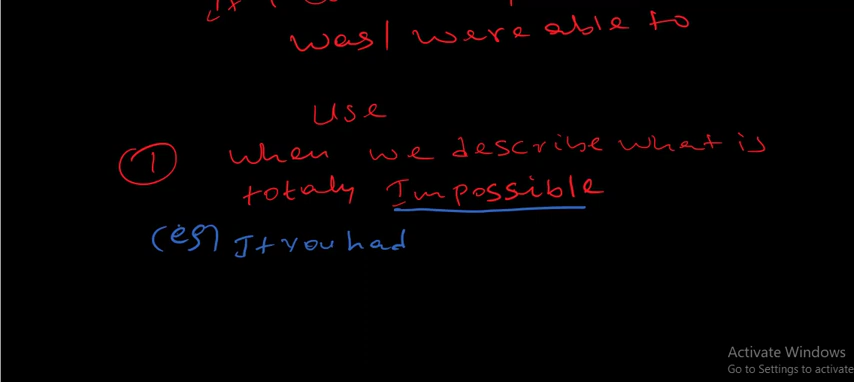 was/ were able to
Use
① when we describe what is
totaly Impossible
(eg) If you had
Activate Windows
Go to Settings to activate